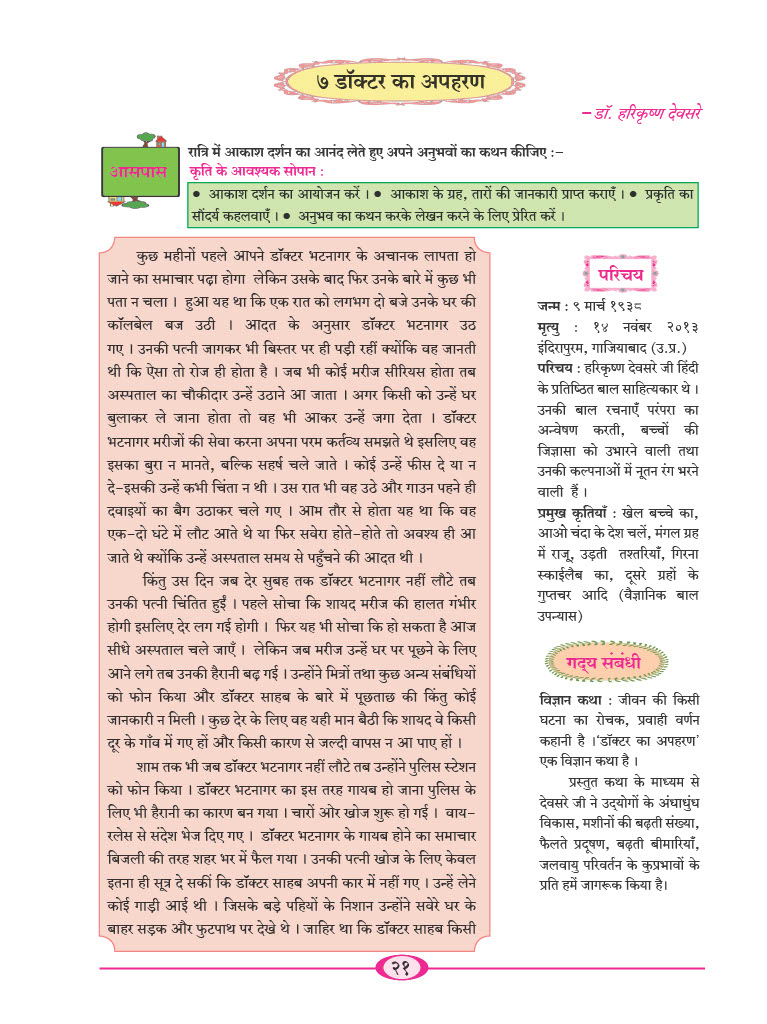 ७ डॉक्टर का अपहरण
– डॉ. हरिकृष्ण देवसरे
आसपास
रात्रि में आकाश दर्शन का आनंद लेते हुए अपने अनुभवों का कथन कीजिए :–
कृति के आवश्यक सोपान :
● आकाश दर्शन का आयोजन करें । ● आकाश के ग्रह, तारों की जानकारी प्राप्त कराएँ । ● प्रकृति का
सौंदर्य कहलवाएँ । ● अनुभव का कथन करके लेखन करने के लिए प्रेरित करें ।
कुछ महीनों पहले आपने डॉक्टर भटनागर के अचानक लापता हो
जाने का समाचार पढ़ा होगा लेकिन उसके बाद फिर उनके बारे में कुछ भी
पता न चला । हुआ यह था कि एक रात को लगभग दो बजे उनके घर की
कॉलबेल बज उठी । आदत के अनुसार डॉक्टर भटनागर उठ
गए । उनकी पत्नी जागकर भी बिस्तर पर ही पड़ी रहीं क्योंकि वह जानती
थी कि ऐसा तो रोज ही होता है । जब भी कोई मरीज सीरियस होता तब
अस्पताल का चौकीदार उन्हें उठाने आ जाता । अगर किसी को उन्हें घर
बुलाकर ले जाना होता तो वह भी आकर उन्हें जगा देता । डॉक्टर
भटनागर मरीजों की सेवा करना अपना परम कर्तव्य समझते थे इसलिए वह
इसका बुरा न मानते, बल्कि सहर्ष चले जाते । कोई उन्हें फीस दे या न
दे–इसकी उन्हें कभी चिंता न थी । उस रात भी वह उठे और गाउन पहने ही
दवाइयों का बैग उठाकर चले गए । आम तौर से होता यह था कि वह
एक–दो घंटे में लौट आते थे या फिर सवेरा होते–होते तो अवश्य ही आ
जाते थे क्योंकि उन्हें अस्पताल समय से पहुँचने की आदत थी ।
किंतु उस दिन जब देर सुबह तक डॉक्टर भटनागर नहीं लौटे तब
उनकी पत्नी चिंतित हुईं । पहले सोचा कि शायद मरीज की हालत गंभीर
होगी इसलिए देर लग गई होगी । फिर यह भी सोचा कि हो सकता है आज
सीधे अस्पताल चले जाएँ । लेकिन जब मरीज उन्हें घर पर पूछने के लिए
आने लगे तब उनकी हैरानी बढ़ गई । उन्होंने मित्रों तथा कुछ अन्य संबंधियों
को फोन किया और डॉक्टर साहब के बारे में पूछताछ की किंतु कोई
जानकारी न मिली । कुछ देर के लिए वह यही मान बैठी कि शायद वे किसी
दूर के गाँव में गए हों और किसी कारण से जल्दी वापस न आ पाए हों ।
शाम तक भी जब डॉक्टर भटनागर नहीं लौटे तब उन्होंने पुलिस स्टेशन
को फोन किया । डॉक्टर भटनागर का इस तरह गायब हो जाना पुलिस के
लिए भी हैरानी का कारण बन गया । चारों ओर खोज शुरू हो गई । वाय–
रलेस से संदेश भेज दिए गए । डॉक्टर भटनागर के गायब होने का समाचार
बिजली की तरह शहर भर में फैल गया । उनकी पत्नी खोज के लिए केवल
इतना ही सूत्र दे सकीं कि डॉक्टर साहब अपनी कार में नहीं गए । उन्हें लेने
कोई गाड़ी आई थी । जिसके बड़े पहियों के निशान उन्होंने सवेरे घर के
बाहर सड़क और फुटपाथ पर देखे थे । जाहिर था कि डॉक्टर साहब किसी
परिचय
जन्म : ९ मार्च १९३८
मृत्यु : १४ नवंबर २०१३
इंदिरापुरम, गाजियाबाद (उ.प्र.)
परिचय : हरिकृष्ण देवसरे जी हिंदी
के प्रतिष्ठित बाल साहित्यकार थे ।
उनकी बाल रचनाएँ परंपरा का
अन्वेषण करती, बच्चों की
जिज्ञासा को उभारने वाली तथा
उनकी कल्पनाओं में नूतन रंग भरने
वाली हैं ।
प्रमुख कृतियाँ : खेल बच्चे का,
आओ चंदा के देश चलें, मंगल ग्रह
में राजू, उड़ती तश्तरियाँ, गिरना
स्काईलैब का, दूसरे ग्रहों के
गुप्तचर आदि (वैज्ञानिक बाल
उपन्यास)
गद्य संबंधी
विज्ञान कथा : जीवन की किसी
घटना का रोचक, प्रवाही वर्णन
कहानी है ।‘डॉक्टर का अपहरण’
एक विज्ञान कथा है ।
प्रस्तुत कथा के माध्यम से
देवसरे जी ने उद्योगों के अंधाधुंध
विकास, मशीनों की बढ़ती संख्या,
फैलते प्रदूषण, बढ़ती बीमारियाँ,
जलवायु परिवर्तन के कुप्रभावों के
प्रति हमें जागरूक किया है।
२१